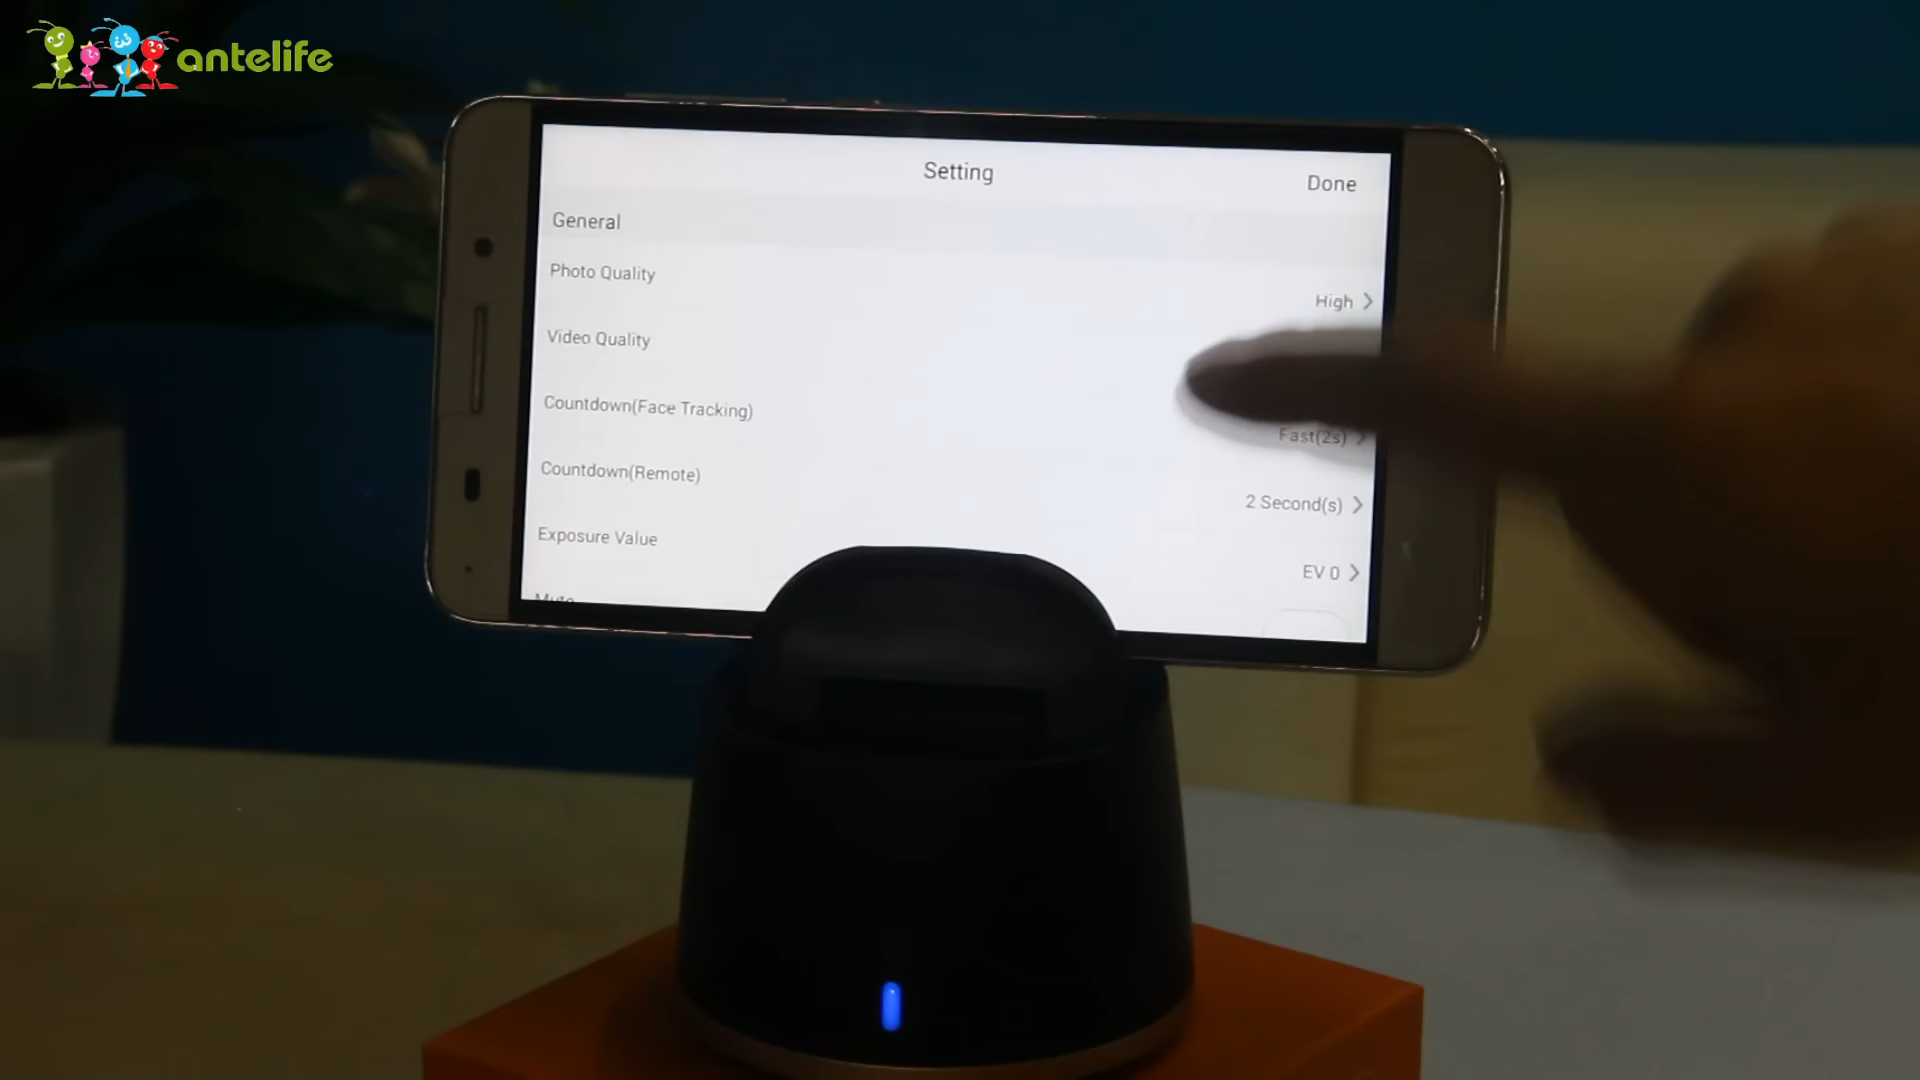 antelife
Setting
Done
General
Photo Quality
High
Video Quality
Countdown(Face Tracking)
Fast(2s)
Countdown(Remote)
2 Second(s)
Exposure Value
EV 0
Mute